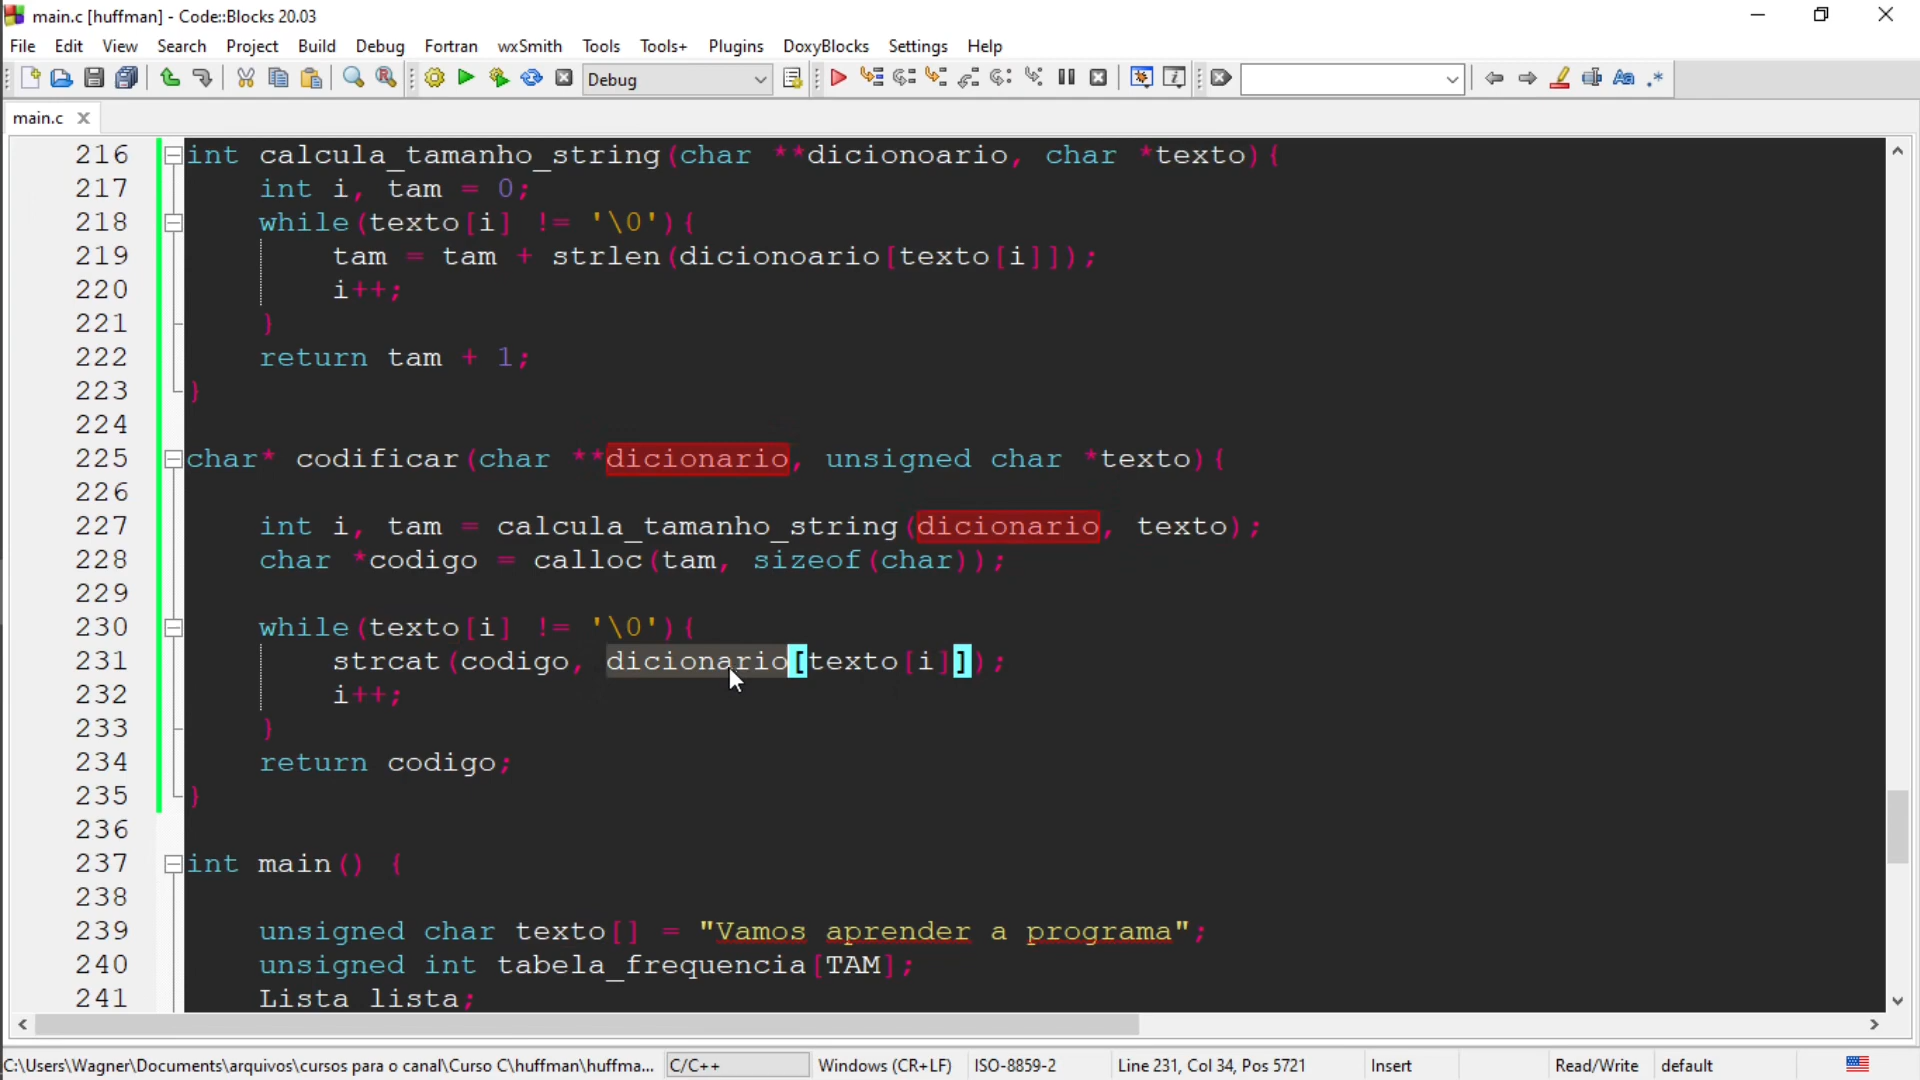 main.c [huffman] - Code::Blocks 20.03
File Edit View Search Project Build Debug Fortran wxSmith Tools Tools+ Plugins DoxyBlocks Settings Help
Debug
main.c
216 int calcula_tamanho_string(char **dicionoario, char *texto){
217     int i, tam = 0;
218     while(texto[i] != '\0'){
219         tam = tam + strlen(dicionoario[texto[i]]);
220         i++;
221     }
222     return tam + 1;
223 }
224
225 char* codificar(char **dicionario, unsigned char *texto){
226
227     int i, tam = calcula_tamanho_string(dicionario, texto);
228     char *codigo = calloc(tam, sizeof(char));
229
230     while(texto[i] != '\0'){
231         strcat(codigo, dicionario[texto[i]]);
232         i++;
233     }
234     return codigo;
235 }
236
237 int main() {
238
239     unsigned char texto[] = "Vamos aprender a programa";
240     unsigned int tabela_frequencia[TAM];
241     Lista lista;
C:\Users\Wagner\Documents\arquivos\cursos para o canal\Curso C\huffman\huffma... C/C++ Windows (CR+LF) ISO-8859-2 Line 231, Col 34, Pos 5721 Insert Read/Write default